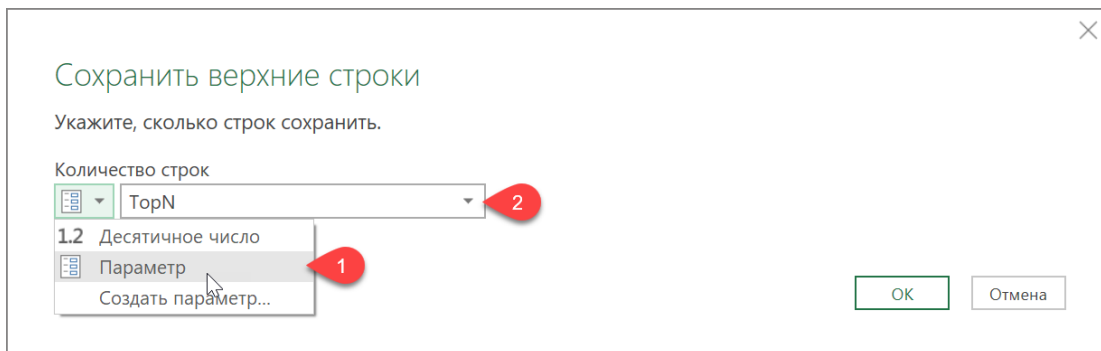 Сохранить верхние строки
Укажите, сколько строк сохранить.
Количество строк
TopN
2
1.2 Десятичное число
Параметр
1
Создать параметр...
ОК
Отмена